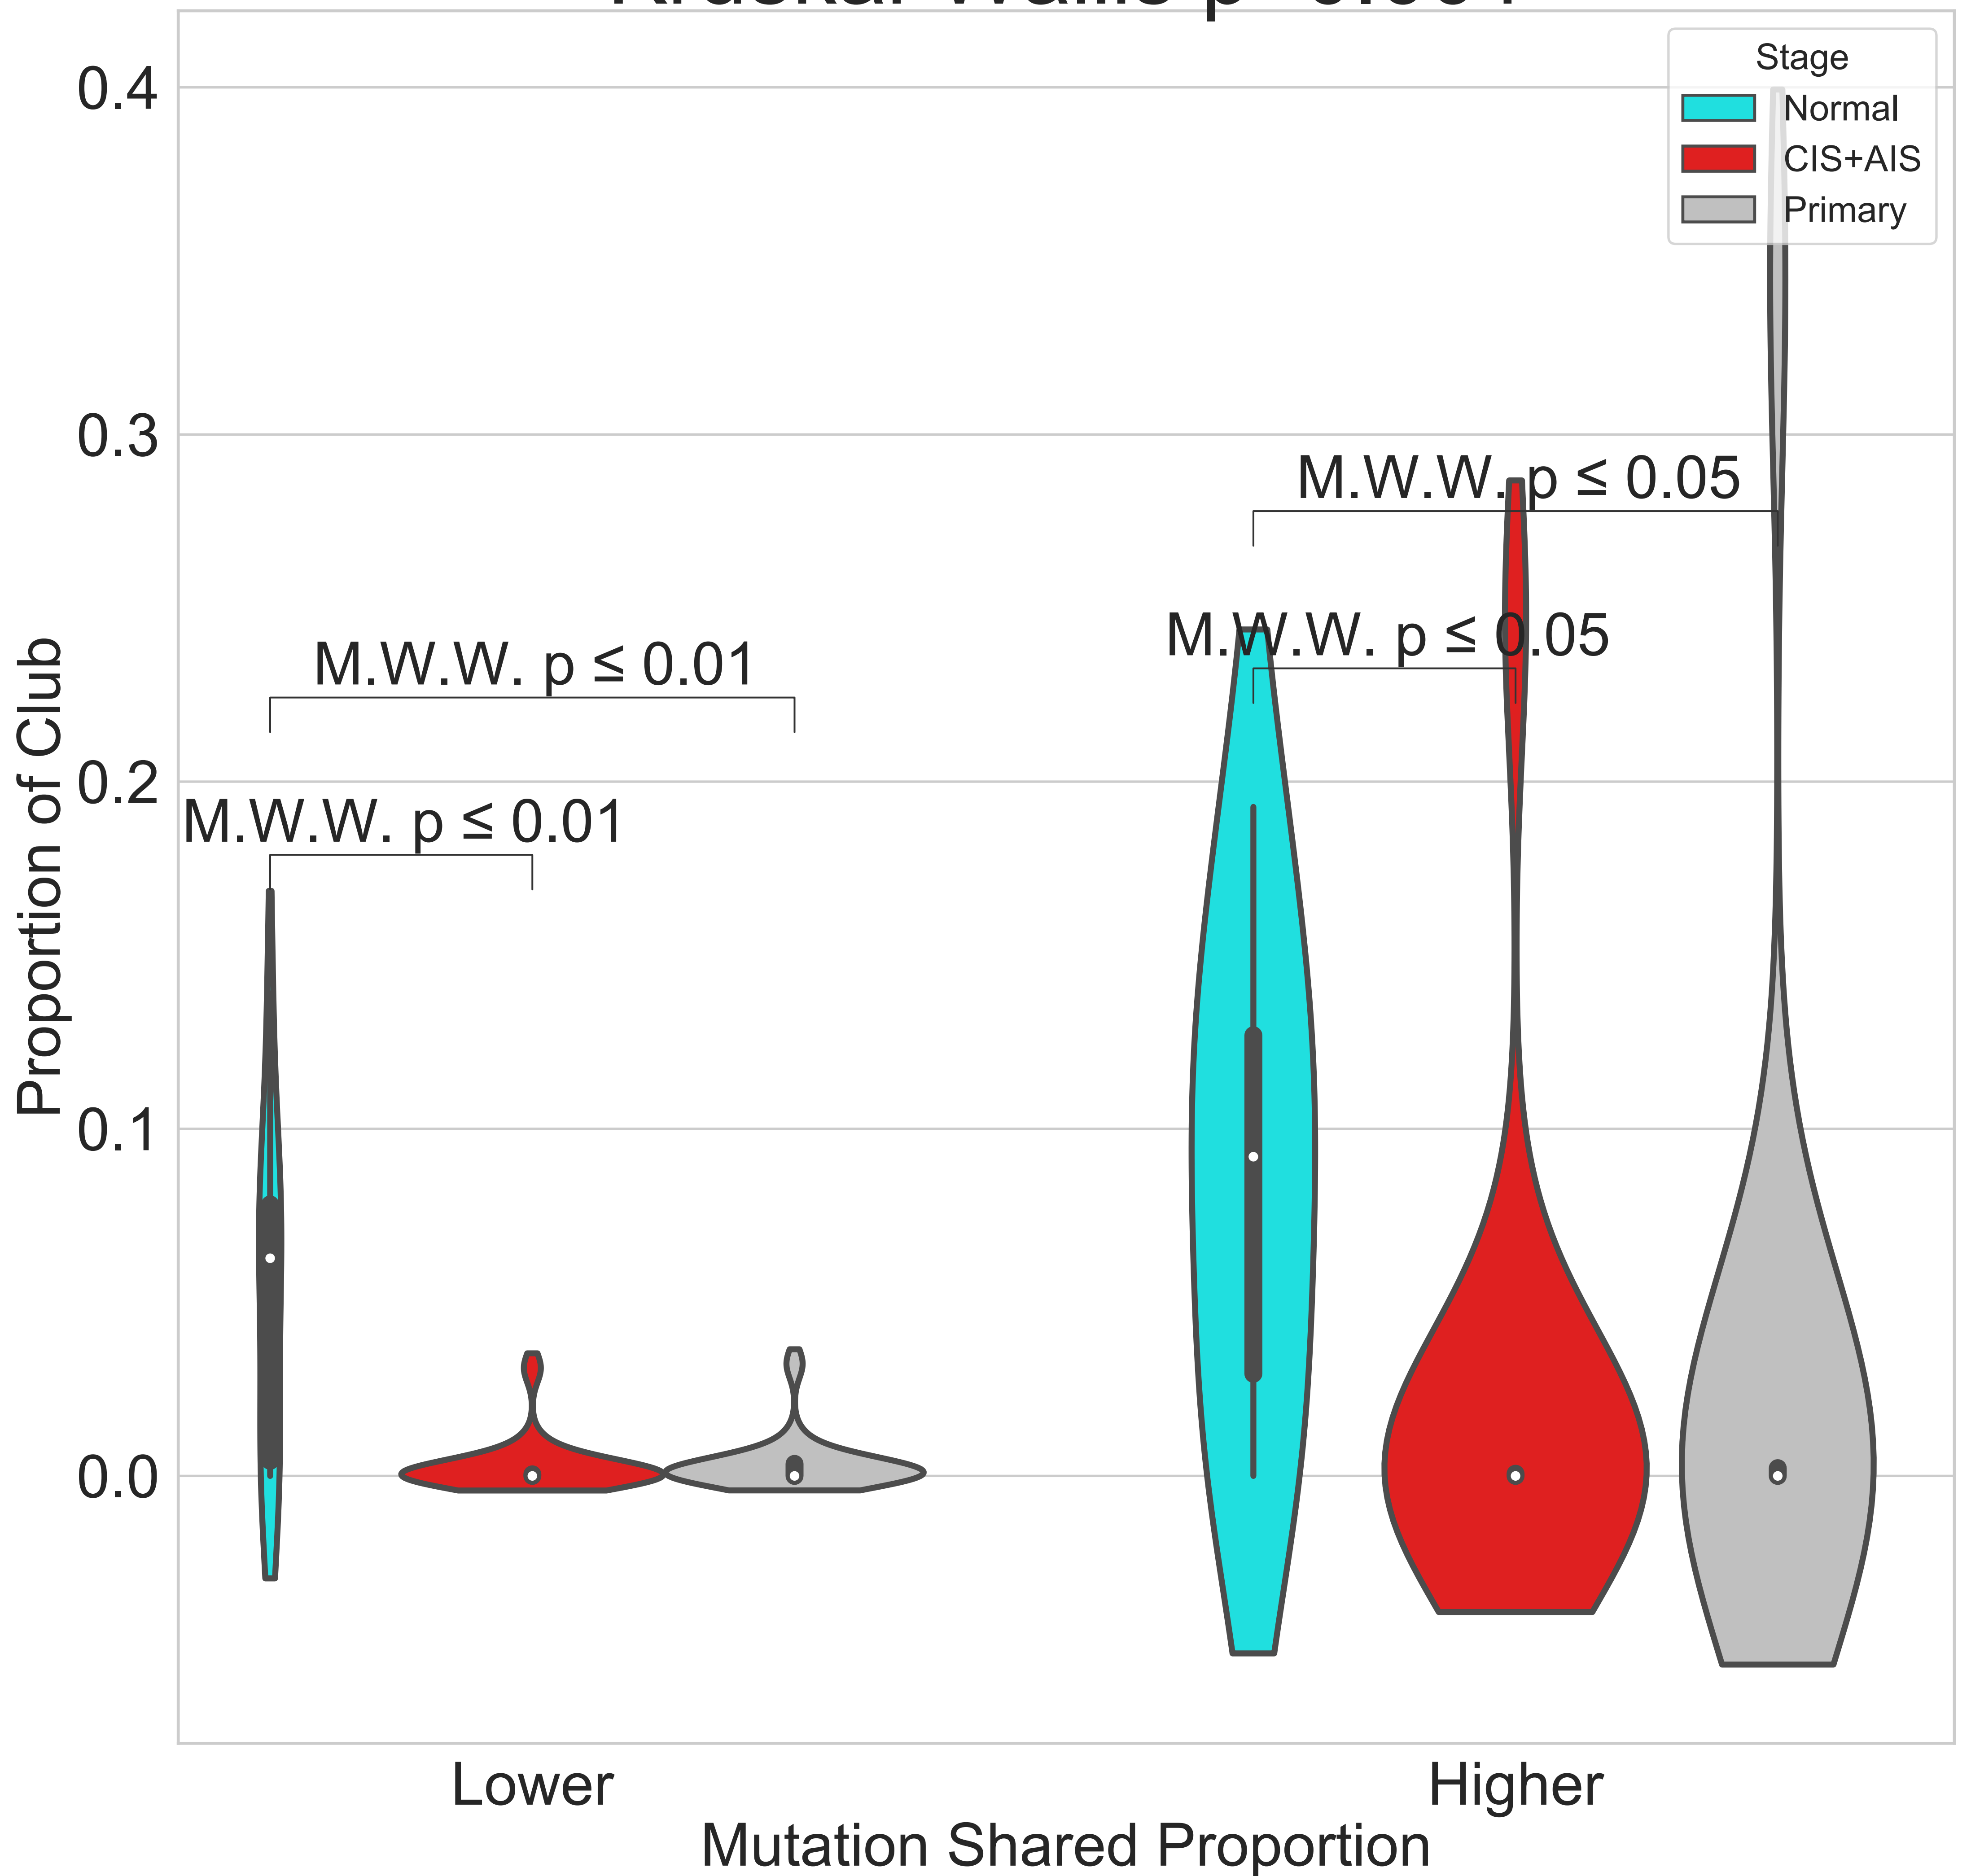 Stage
Normal
CIS+AIS
Primary
0.4
0.3
0.2
0.1
0.0
Proportion of Club
M.W.W. p ≤ 0.05
M.W.W. p ≤ 0.05
M.W.W. p ≤ 0.01
M.W.W. p ≤ 0.01
Lower
Higher
Mutation Shared Proportion